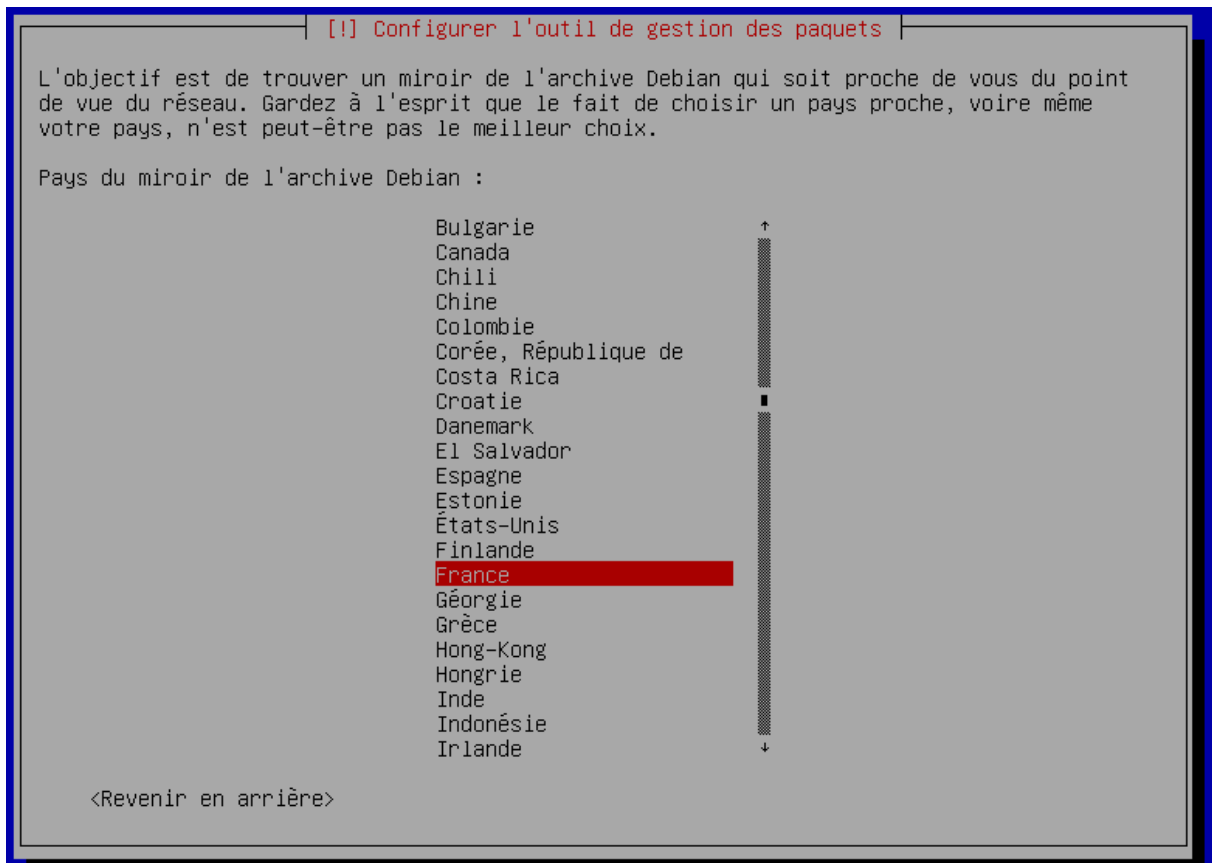 [!] Configurer l'outil de gestion des paquets
L'objectif est de trouver un miroir de l'archive Debian qui soit proche de vous du point
de vue du réseau. Gardez à l'esprit que le fait de choisir un pays proche, voire même
votre pays, n'est peut-être pas le meilleur choix.
Pays du miroir de l'archive Debian :
Bulgarie
Canada
Chili
Chine
Colombie
Corée, République de
Costa Rica
Croatie
Danemark
El Salvador
Espagne
Estonie
États-Unis
Finlande
France
Géorgie
Grèce
Hong-Kong
Hongrie
Inde
Indonésie
Irlande
<Revenir en arrière>